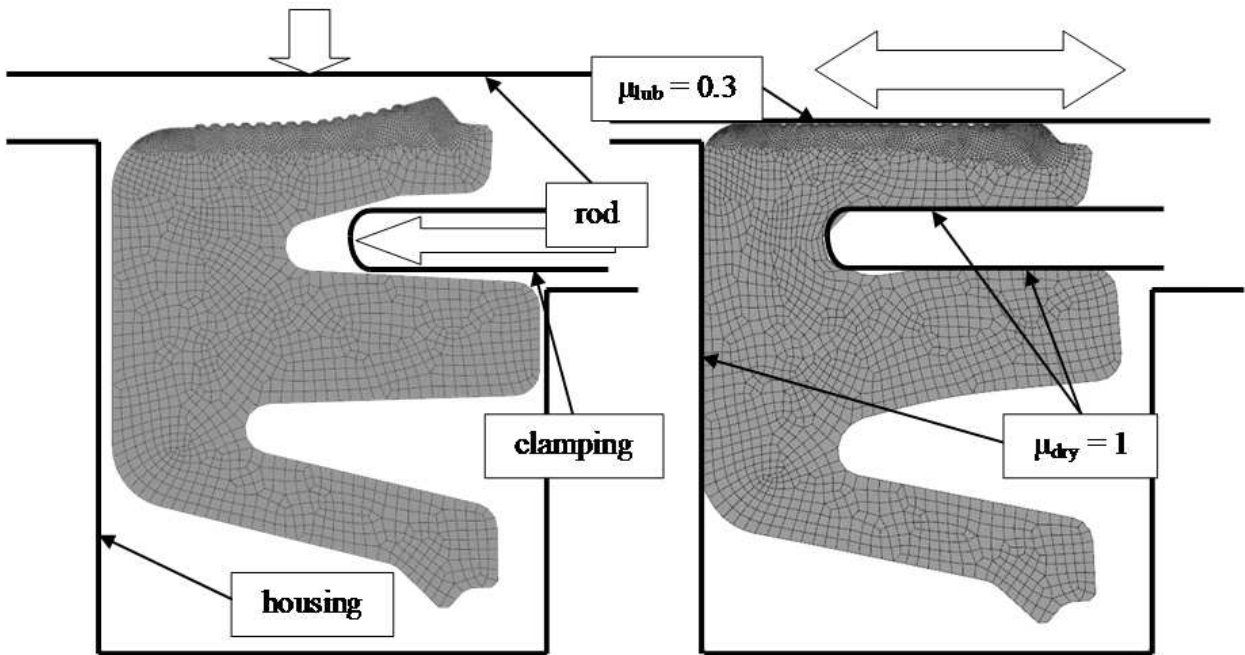 μlub = 0.3
rod
clamping
μdry = 1
housing